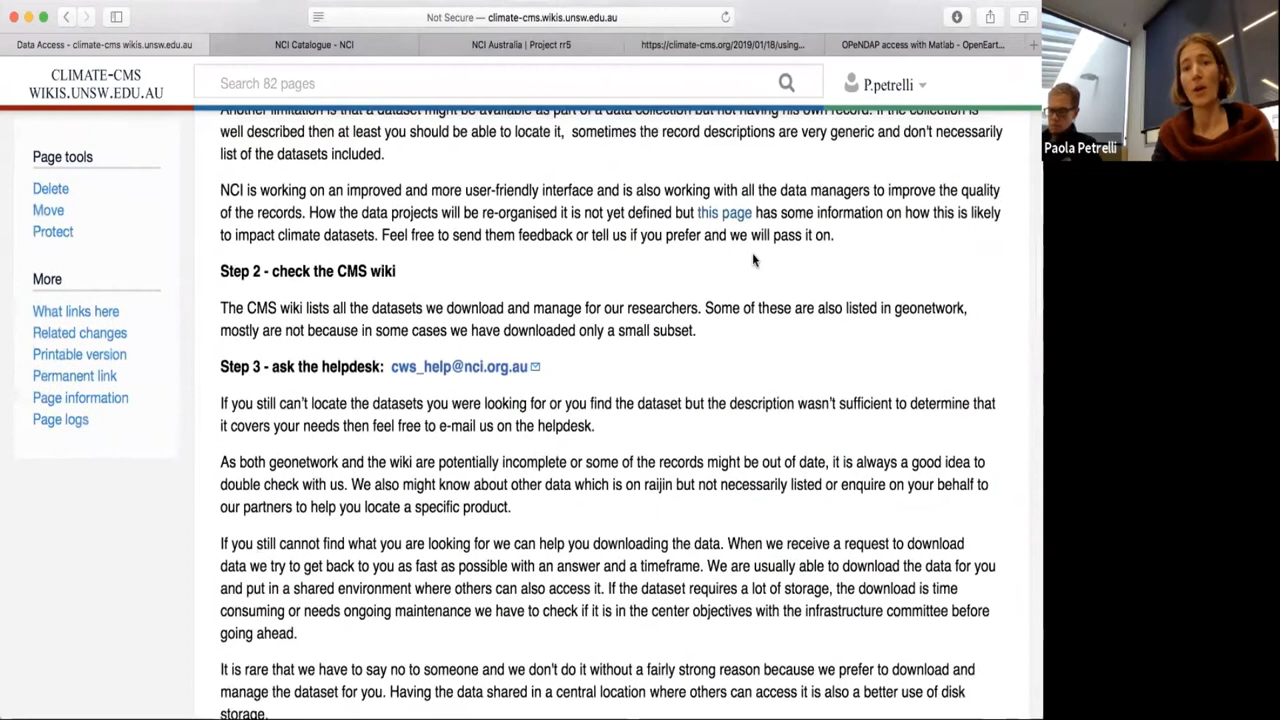 Not Secure — climate-cms.wikis.unsw.edu.au
Data Access - climate-cms wikis.unsw.edu.au
NCI Catalogue - NCI
NCI Australia | Project rr5
https://climate-cms.org/2019/01/18/using...
OPeNDAP access with Matlab - OpenEart...
CLIMATE-CMS
WIKIS.UNSW.EDU.AU
Search 82 pages
P.petrelli
Paola Petrelli
Page tools
Delete
Move
Protect
More
What links here
Related changes
Printable version
Permanent link
Page information
Page logs
Another limitation is that a dataset might be available as part of a data collection but not having his own record. If the collection is
well described then at least you should be able to locate it, sometimes the record descriptions are very generic and don't necessarily
list of the datasets included.
NCI is working on an improved and more user-friendly interface and is also working with all the data managers to improve the quality
of the records. How the data projects will be re-organised it is not yet defined but this page has some information on how this is likely
to impact climate datasets. Feel free to send them feedback or tell us if you prefer and we will pass it on.
Step 2 - check the CMS wiki
The CMS wiki lists all the datasets we download and manage for our researchers. Some of these are also listed in geonetwork,
mostly are not because in some cases we have downloaded only a small subset.
Step 3 - ask the helpdesk: cws_help@nci.org.au
If you still can't locate the datasets you were looking for or you find the dataset but the description wasn't sufficient to determine that
it covers your needs then feel free to e-mail us on the helpdesk.
As both geonetwork and the wiki are potentially incomplete or some of the records might be out of date, it is always a good idea to
double check with us. We also might know about other data which is on raijin but not necessarily listed or enquire on your behalf to
our partners to help you locate a specific product.
If you still cannot find what you are looking for we can help you downloading the data. When we receive a request to download
data we try to get back to you as fast as possible with an answer and a timeframe. We are usually able to download the data for you
and put in a shared environment where others can also access it. If the dataset requires a lot of storage, the download is time
consuming or needs ongoing maintenance we have to check if it is in the center objectives with the infrastructure committee before
going ahead.
It is rare that we have to say no to someone and we don't do it without a fairly strong reason because we prefer to download and
manage the dataset for you. Having the data shared in a central location where others can access it is also a better use of disk
storage.